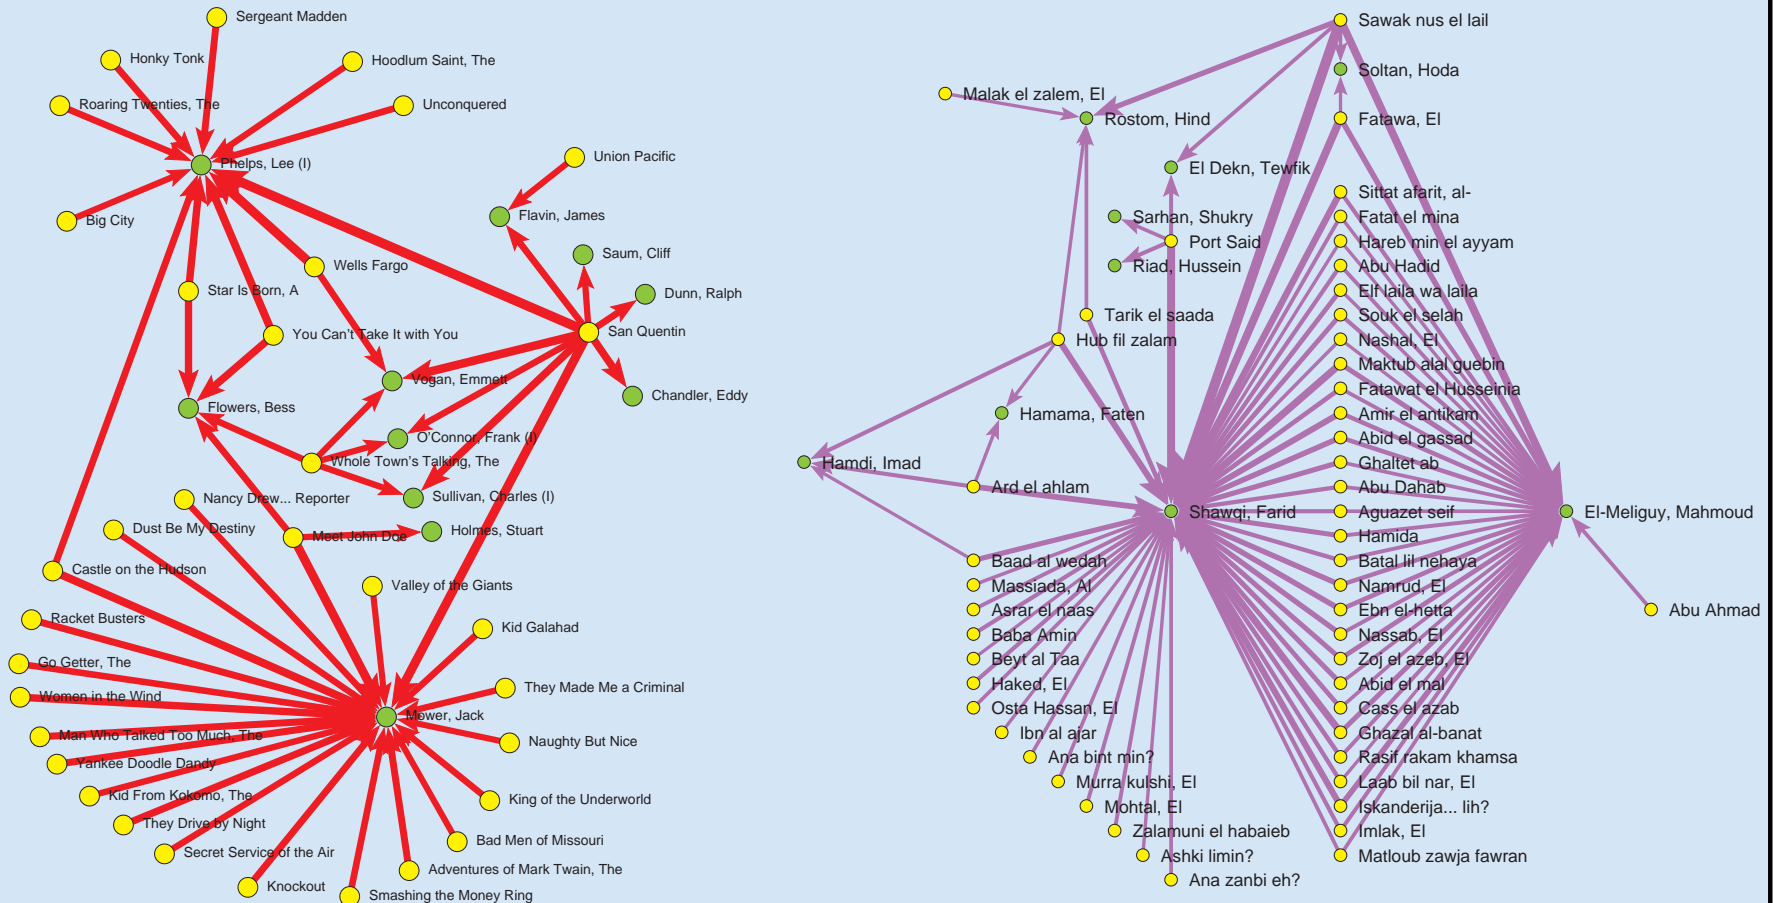 Sergeant Madden
Honky Tonk
Hoodlum Saint, The
Roaring Twenties, The
Unconquered
Phelps, Lee (I)
Union Pacific
Big City
Flavin, James
Saum, Cliff
Wells Fargo
Dunn, Ralph
Star Is Born, A
San Quentin
You Can't Take It with You
Vogan, Emmett
Chandler, Eddy
Flowers, Bess
O'Connor, Frank (I)
Whole Town's Talking, The
Nancy Drew... Reporter
Sullivan, Charles (I)
Dust Be My Destiny
Meet John Doe
Holmes, Stuart
Castle on the Hudson
Valley of the Giants
Racket Busters
Kid Galahad
Go Getter, The
They Made Me a Criminal
Women in the Wind
Mower, Jack
Man Who Talked Too Much, The
Naughty But Nice
Yankee Doodle Dandy
Kid From Kokomo, The
King of the Underworld
They Drive by Night
Bad Men of Missouri
Secret Service of the Air
Adventures of Mark Twain, The
Knockout
Smashing the Money Ring
Sawak nus el lail
Soltan, Hoda
Malak el zalem, El
Rostom, Hind
Fatawa, El
El Dekn, Tewfik
Sittat afarit, al-
Sarhan, Shukry
Fatat el mina
Port Said
Hareb min el ayyam
Riad, Hussein
Abu Hadid
Elf laila wa laila
Tarik el saada
Souk el selah
Hub fil zalam
Nashal, El
Maktub alal guebin
Fatawat el Husseinia
Hamama, Faten
Amir el antikam
Abid el gassad
Hamdi, Imad
Ghaltet ab
Ard el ahlam
Abu Dahab
Shawqi, Farid
Aguazet seif
El-Meliguy, Mahmoud
Hamida
Baad al wedah
Batal lil nehaya
Massiada, Al
Namrud, El
Asrar el naas
Ebn el-hetta
Abu Ahmad
Baba Amin
Nassab, El
Beyt al Taa
Zoj el azeb, El
Haked, El
Abid el mal
Osta Hassan, El
Cass el azab
Ibn al ajar
Ghazal al-banat
Ana bint min?
Rasif rakam khamsa
Murra kulshi, El
Laab bil nar, El
Mohtal, El
Iskanderija... lih?
Zalamuni el habaieb
Imlak, El
Ashki limin?
Matloub zawja fawran
Ana zanbi eh?